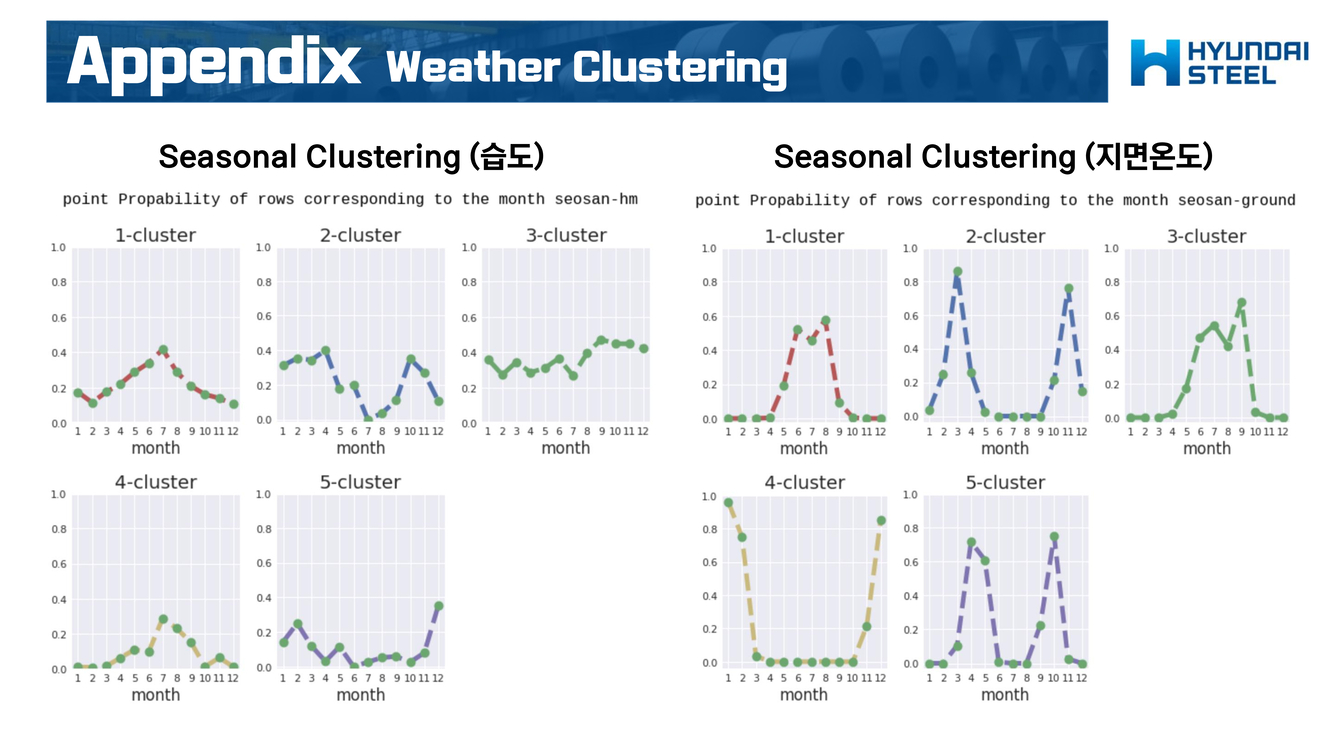 Appendix Weather Clustering
HYUNDAI
STEEL
Seasonal Clustering (습도)
point Propability of rows corresponding to the month seosan-hm
1-cluster
1.0
0.8
0.6
0.4
0.2
0.0
1 2 3 4 5 6 7 8 9 10 11 12
month
2-cluster
1.0
0.8
0.6
0.4
0.2
0.0
1 2 3 4 5 6 7 8 9 10 11 12
month
3-cluster
1.0
0.8
0.6
0.4
0.2
0.0
1 2 3 4 5 6 7 8 9 10 11 12
month
4-cluster
1.0
0.8
0.6
0.4
0.2
0.0
1 2 3 4 5 6 7 8 9 10 11 12
month
5-cluster
1.0
0.8
0.6
0.4
0.2
0.0
1 2 3 4 5 6 7 8 9 10 11 12
month
Seasonal Clustering (지면온도)
point Propability of rows corresponding to the month seosan-ground
1-cluster
1.0
0.8
0.6
0.4
0.2
0.0
1 2 3 4 5 6 7 8 9 10 11 12
month
2-cluster
1.0
0.8
0.6
0.4
0.2
0.0
1 2 3 4 5 6 7 8 9 10 11 12
month
3-cluster
1.0
0.8
0.6
0.4
0.2
0.0
1 2 3 4 5 6 7 8 9 10 11 12
month
4-cluster
1.0
0.8
0.6
0.4
0.2
0.0
1 2 3 4 5 6 7 8 9 10 11 12
month
5-cluster
1.0
0.8
0.6
0.4
0.2
0.0
1 2 3 4 5 6 7 8 9 10 11 12
month